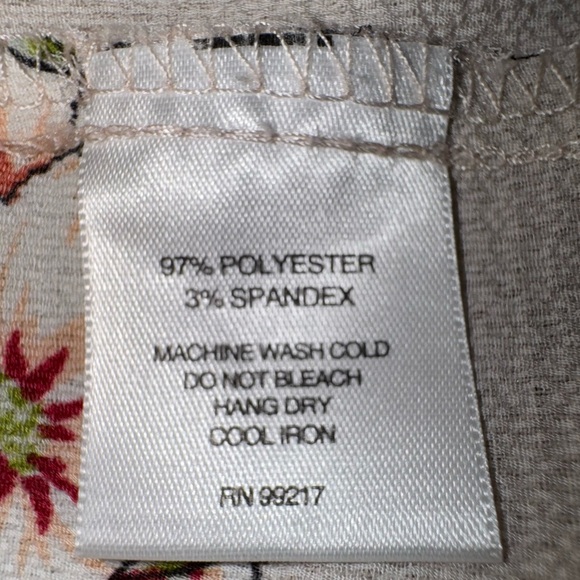 97% POLYESTER
3% SPANDEX
MACHINE WASH COLD
DO NOT BLEACH
HANG DRY
COOL IRON
RN 99217